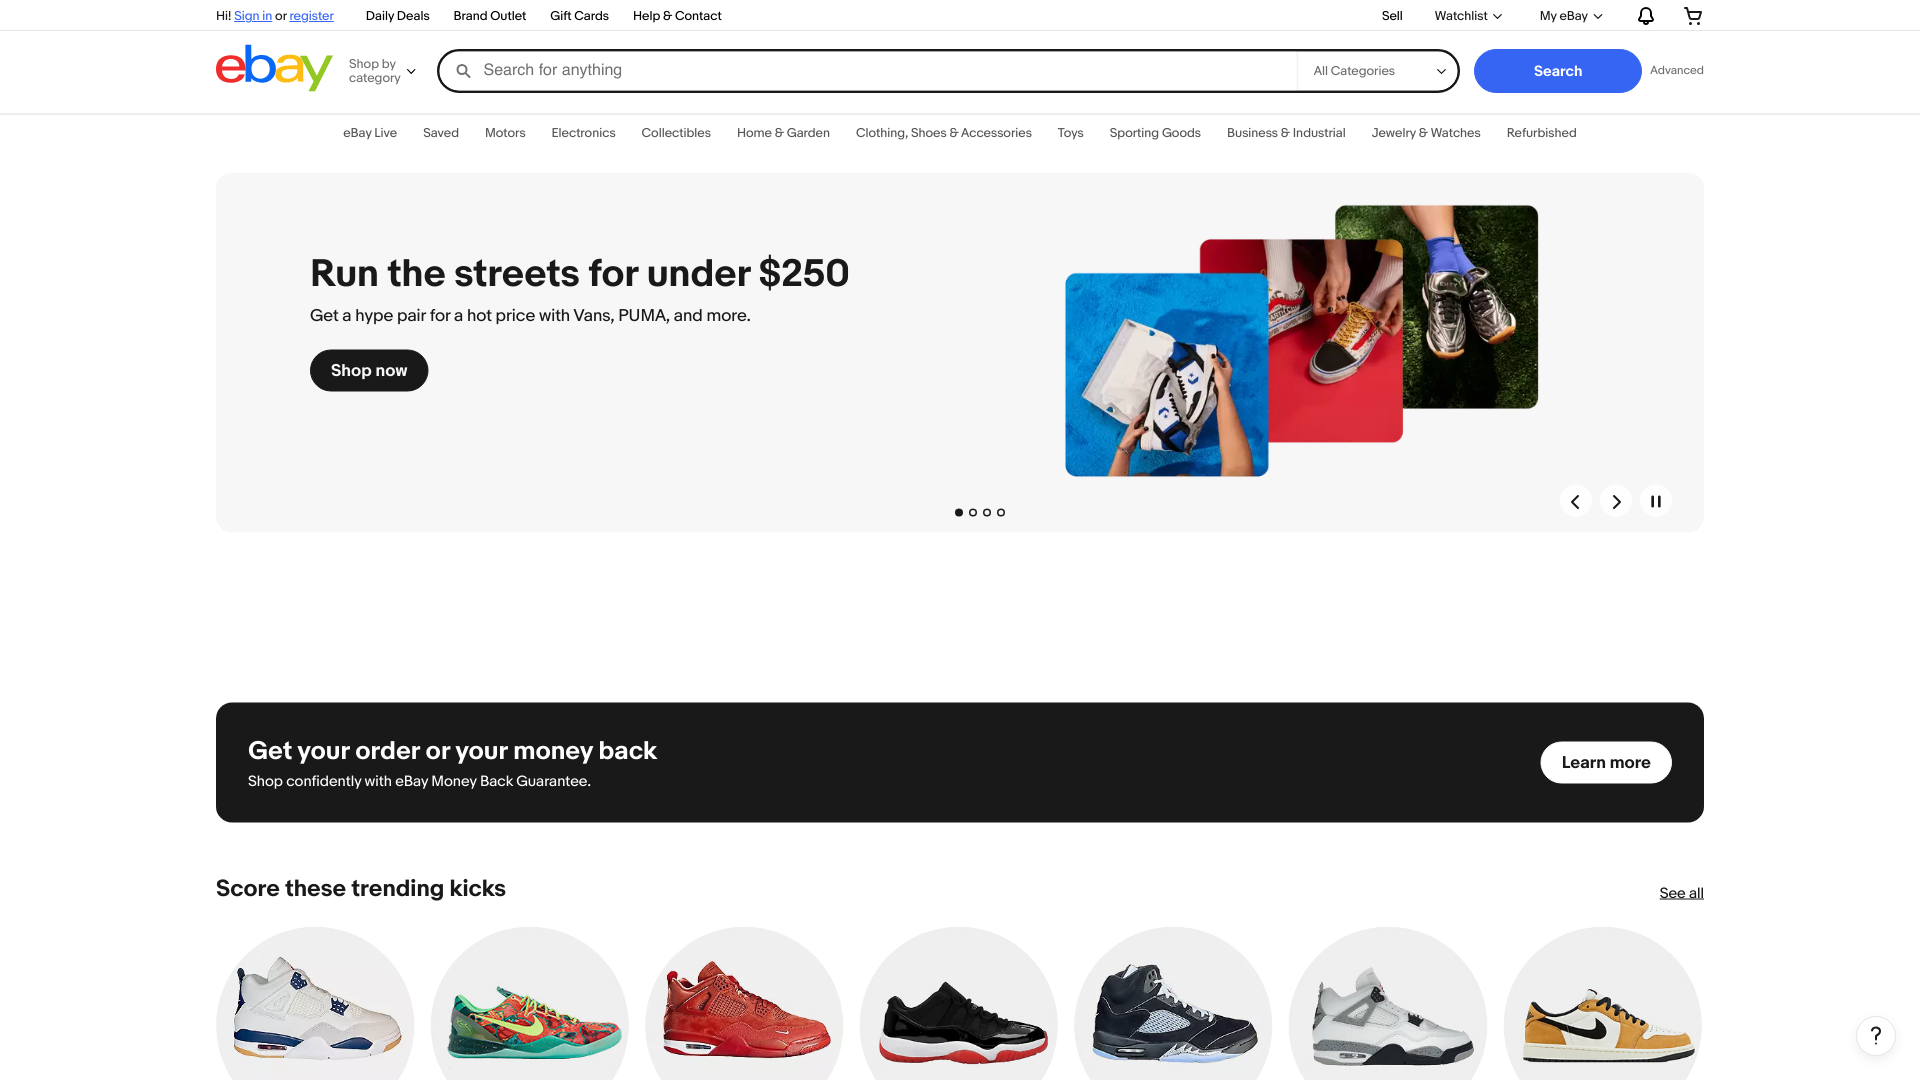 Hi! Sign in or register
Daily Deals
Brand Outlet
Gift Cards
Help & Contact
Sell
Watchlist
My eBay
ebay
Shop by
category
Search for anything
All Categories
Search
Advanced
eBay Live
Saved
Motors
Electronics
Collectibles
Home & Garden
Clothing, Shoes & Accessories
Toys
Sporting Goods
Business & Industrial
Jewelry & Watches
Refurbished
Run the streets for under $250
Get a hype pair for a hot price with Vans, PUMA, and more.
Shop now
Get your order or your money back
Shop confidently with eBay Money Back Guarantee.
Learn more
Score these trending kicks
See all
?